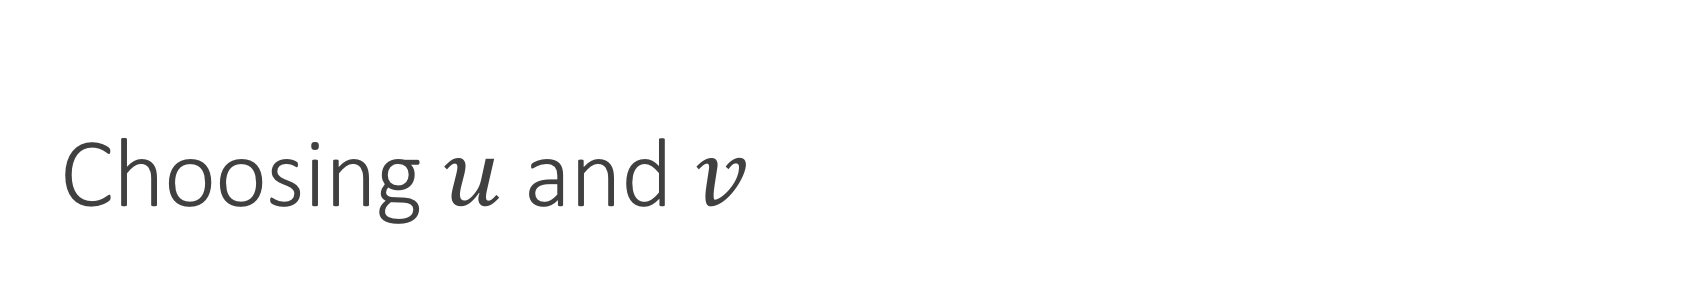 Choosing 𝑢 and 𝑣